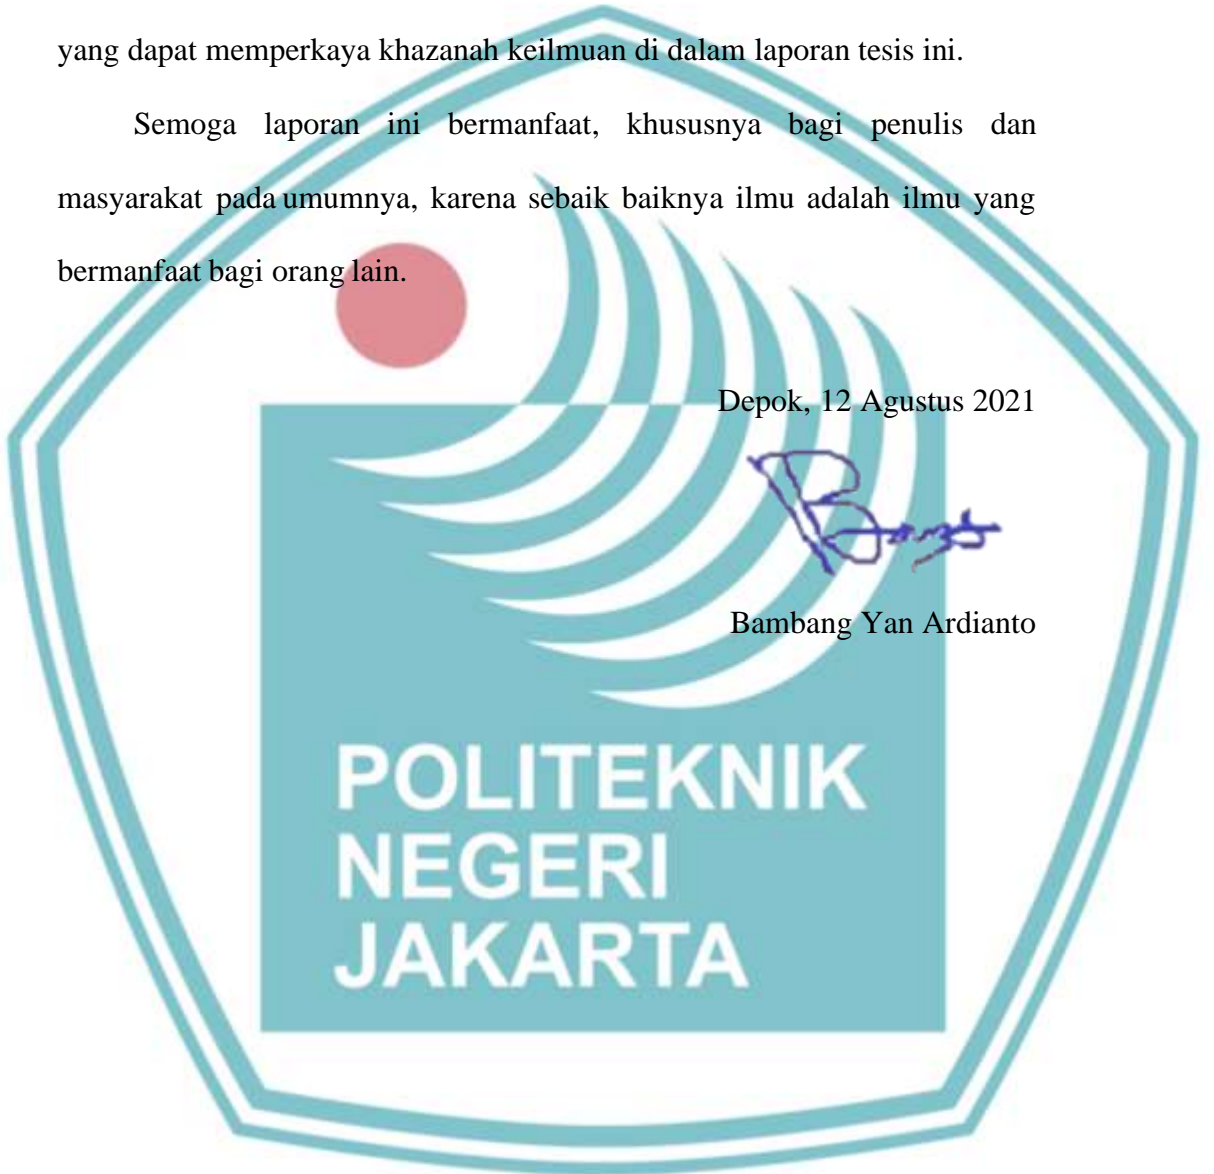 yang dapat memperkaya khazanah keilmuan di dalam laporan tesis ini.
Semoga laporan ini bermanfaat, khususnya bagi penulis dan
masyarakat pada umumnya, karena sebaik baiknya ilmu adalah ilmu yang
bermanfaat bagi orang lain.
Depok, 12 Agustus 2021
Bambang Yan Ardianto
POLITEKNIK
NEGERI
JAKARTA